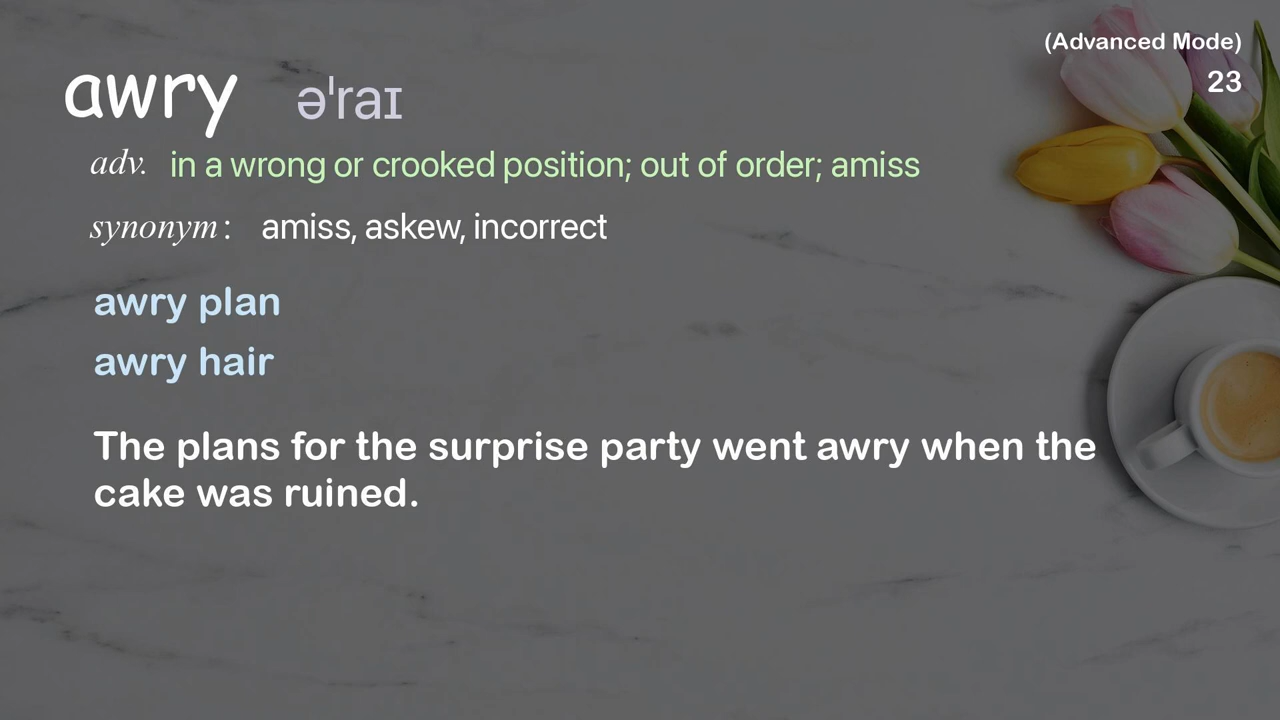 (Advanced Mode)
23
awry əˈraɪ
adv. in a wrong or crooked position; out of order; amiss
synonym: amiss, askew, incorrect
awry plan
awry hair
The plans for the surprise party went awry when the
cake was ruined.